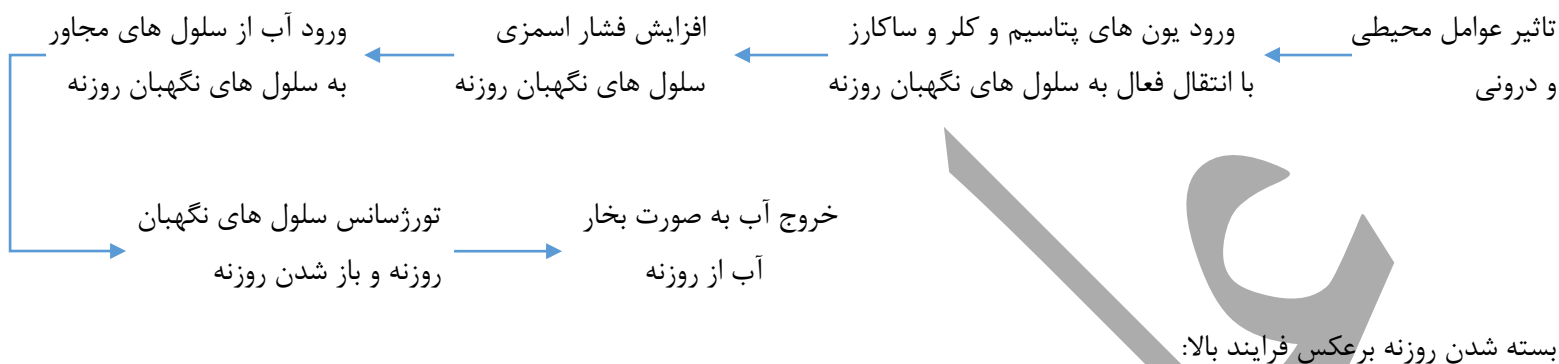 تاثیر عوامل محیطی
و درونی
ورود یون های پتاسیم و کلر و ساکارز
با انتقال فعال به سلول های نگهبان روزنه
افزایش فشار اسمزی
سلول های نگهبان روزنه
ورود آب از سلول های مجاور
به سلول های نگهبان روزنه
تورژسانس سلول های نگهبان
روزنه و باز شدن روزنه
خروج آب به صورت بخار
آب از روزنه
بسته شدن روزنه برعکس فرایند بالا: